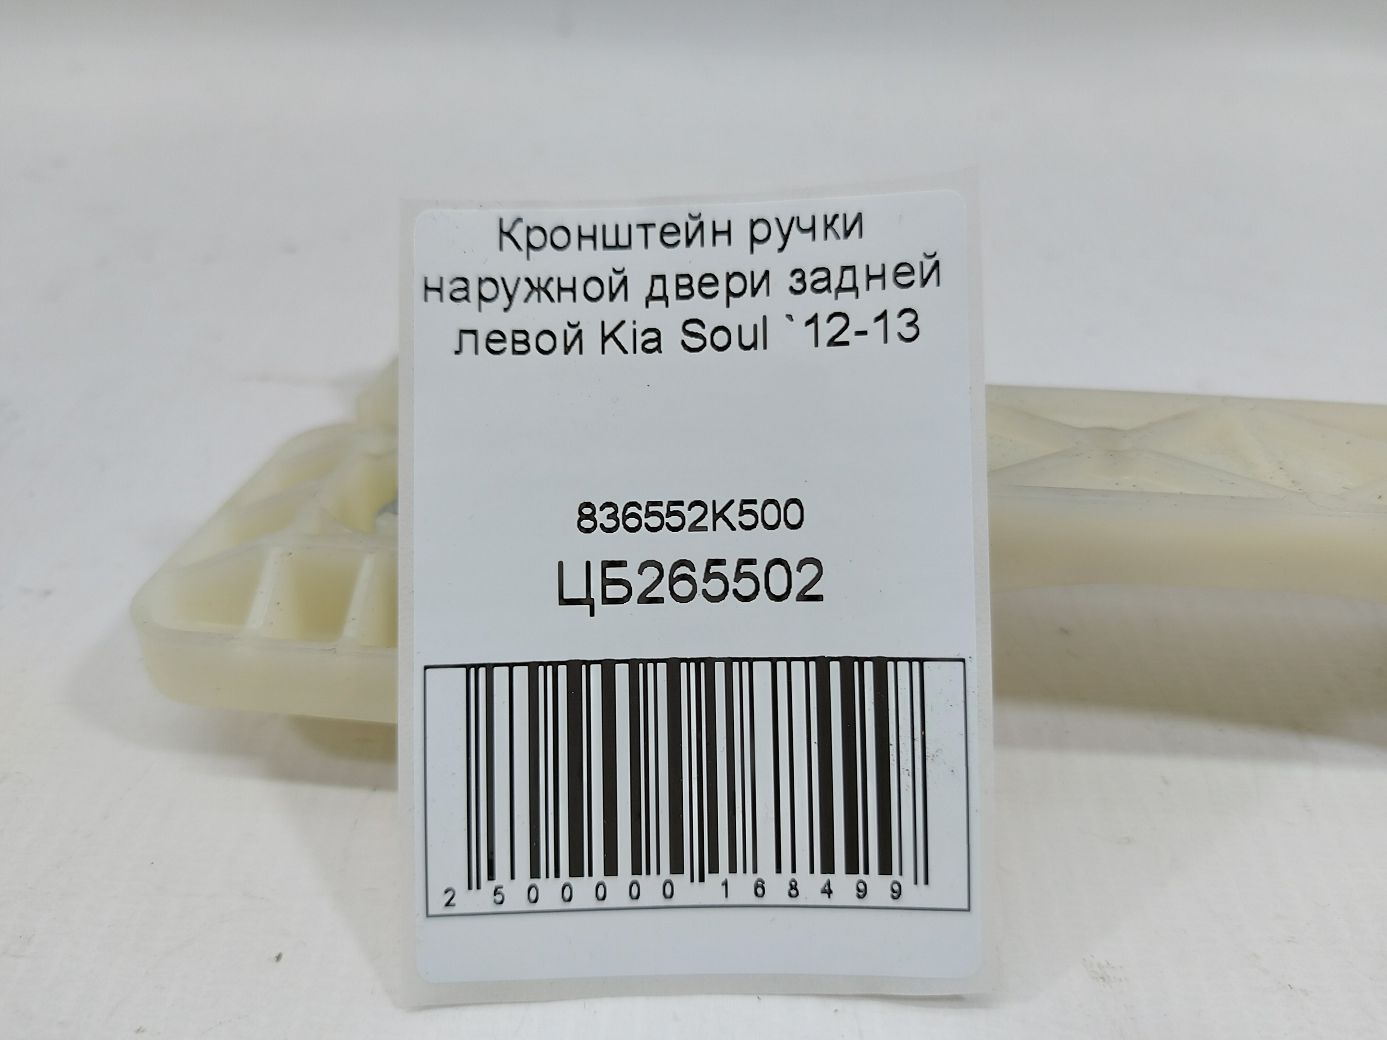 Кронштейн ручки
наружной двери задней
левой Kia Soul `12-13
836552K500
ЦБ265502
2 500000 168499